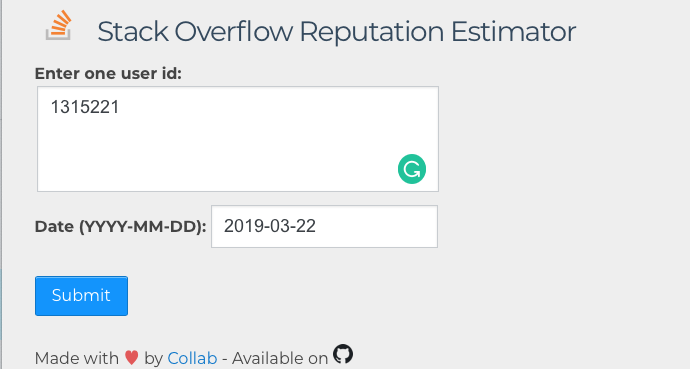 Stack Overflow Reputation Estimator
Enter one user id:
1315221
Date (YYYY-MM-DD): 2019-03-22
Submit
Made with ♥ by Collab - Available on